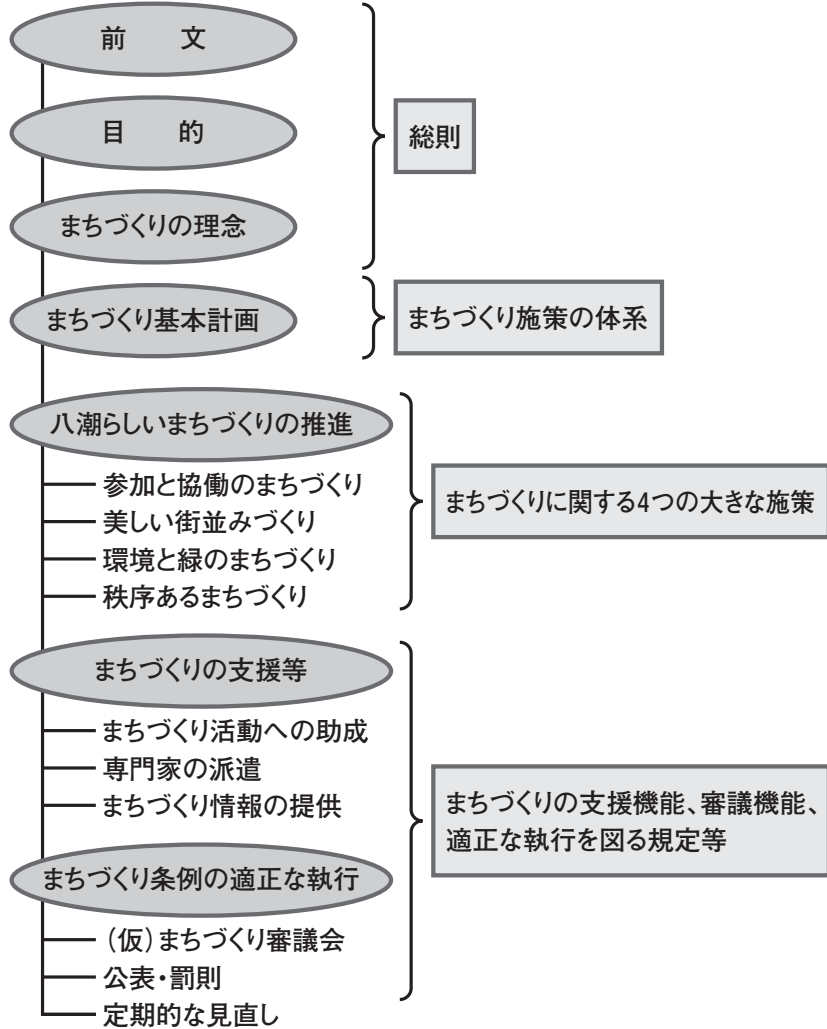 前　文
目　的
総則
まちづくりの理念
まちづくり基本計画
まちづくり施策の体系
八潮らしいまちづくりの推進
参加と協働のまちづくり
美しい街並みづくり
環境と緑のまちづくり
秩序あるまちづくり
まちづくりに関する4つの大きな施策
まちづくりの支援等
まちづくり活動への助成
専門家の派遣
まちづくり情報の提供
まちづくり条例の適正な執行
（仮）まちづくり審議会
公表・罰則
定期的な見直し
まちづくりの支援機能、審議機能、
適正な執行を図る規定等